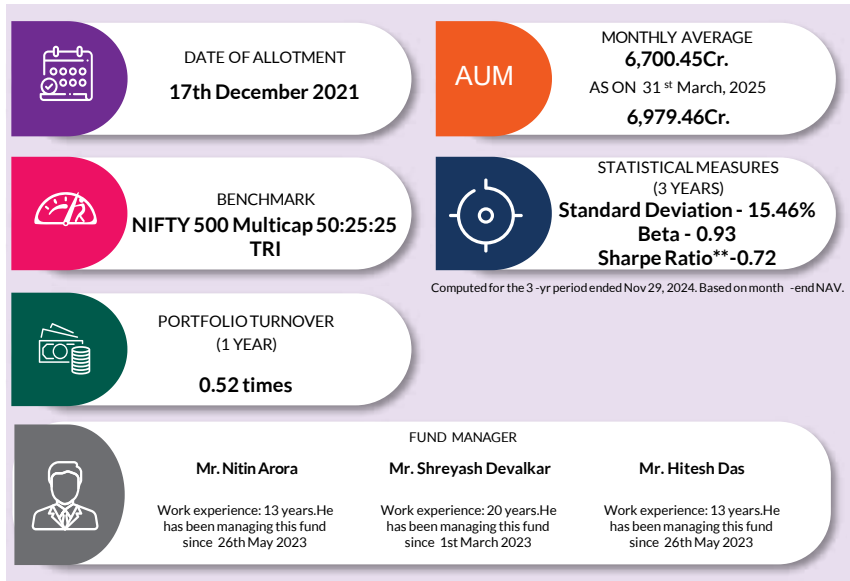 DATE OF ALLOTMENT
17th December 2021
AUM
MONTHLY AVERAGE
6,700.45Cr.
AS ON 31 st March, 2025
6,979.46Cr.
BENCHMARK
NIFTY 500 Multicap 50:25:25
TRI
STATISTICAL MEASURES
(3 YEARS)
Standard Deviation - 15.46%
Beta - 0.93
Sharpe Ratio**-0.72
Computed for the 3 -yr period ended Nov 29, 2024. Based on month -end NAV.
PORTFOLIO TURNOVER
(1 YEAR)
0.52 times
FUND MANAGER
Mr. Nitin Arora
Work experience: 13 years.He
has been managing this fund
since 26th May 2023
Mr. Shreyash Devalkar
Work experience: 20 years.He
has been managing this fund
since 1st March 2023
Mr. Hitesh Das
Work experience: 13 years.He
has been managing this fund
since 26th May 2023